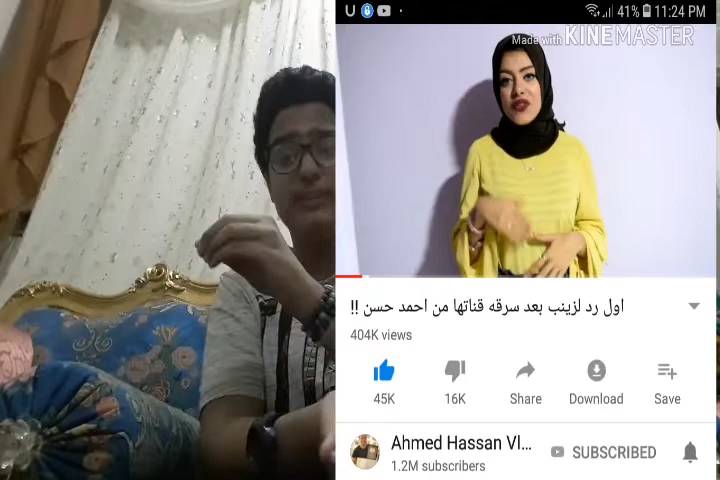 U 41% 11:24 PM
Made with KINEMASTER
اول رد لزينب بعد سرقه قناتها من احمد حسن !!
404K views
45K 16K Share Download Save
Ahmed Hassan Vl... SUBSCRIBED
1.2M subscribers